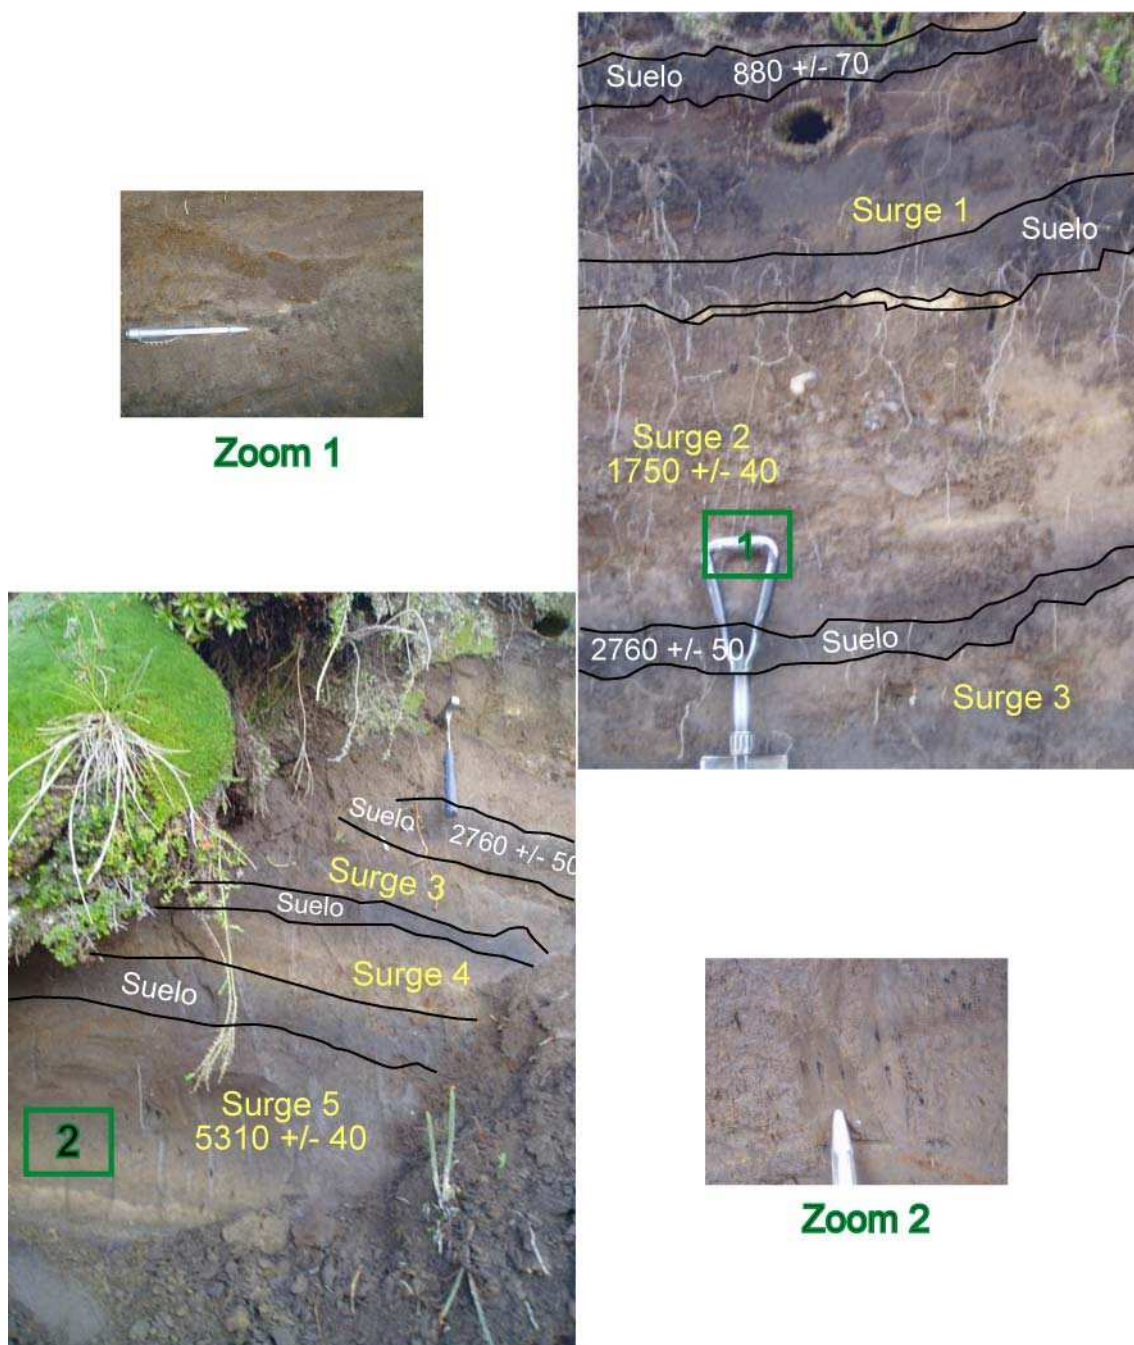 Suelo 880 +/- 70
Surge 1
Suelo
Zoom 1
Surge 2
1750 +/- 40
1
2760 +/- 50 Suelo
Surge 3
Suelo
2760 +/- 50
Surge 3
Suelo
Surge 4
Suelo
Surge 5
5310 +/- 40
2
Zoom 2